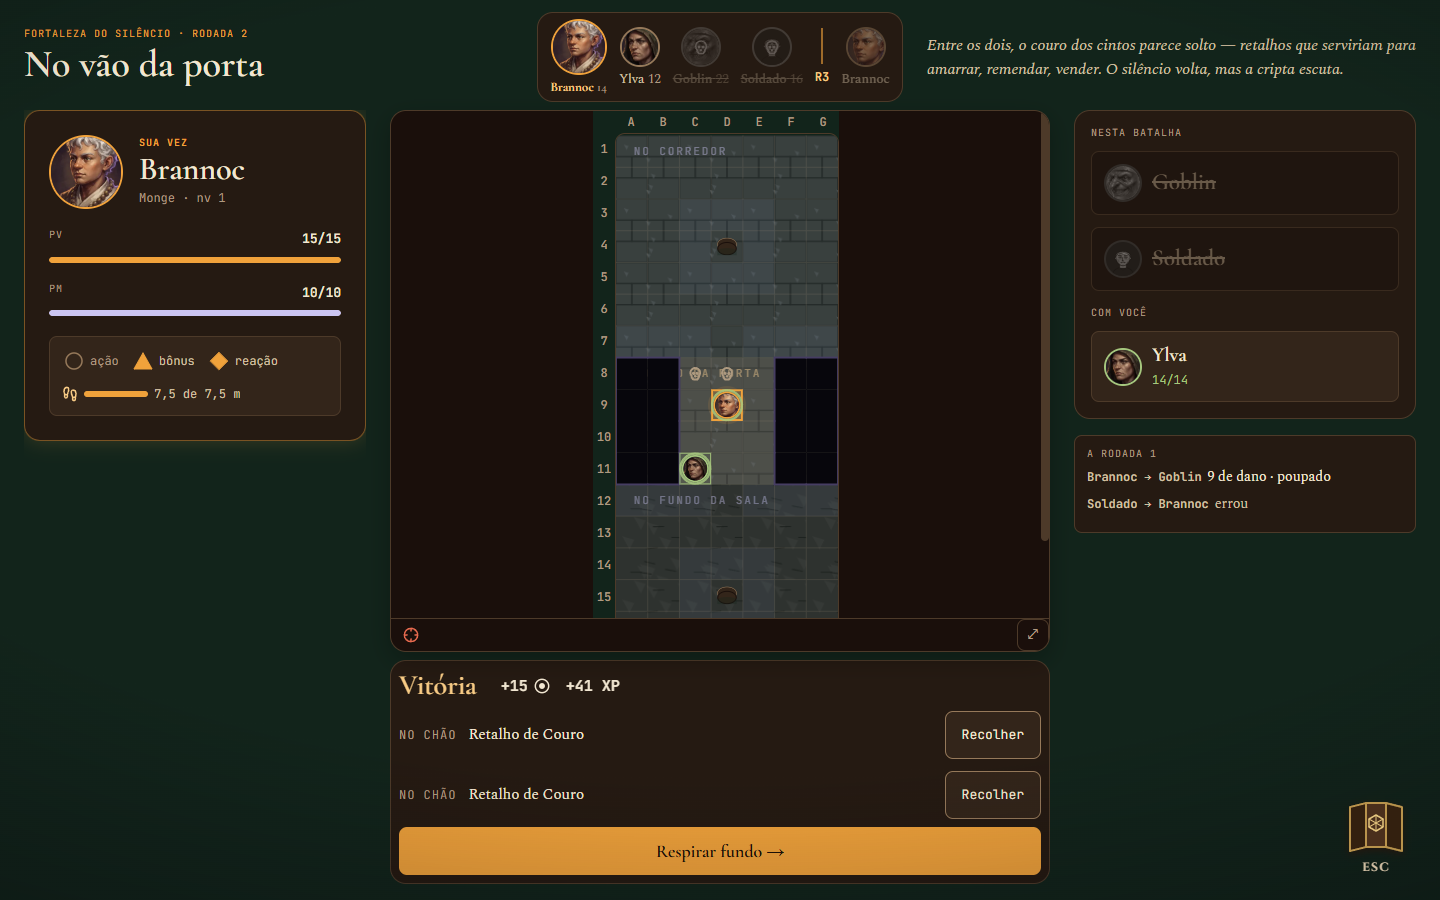 FORTALEZA DO SILÊNCIO · RODADA 2
No vão da porta
Brannoc 14
Ylva 12
Goblin 22
Soldado 16
R3
Brannoc
Entre os dois, o couro dos cintos parece solto — retalhos que serviriam para
amarrar, remendar, vender. O silêncio volta, mas a cripta escuta.
SUA VEZ
Brannoc
Monge · nv 1
PV 15/15
PM 10/10
ação bônus reação
7,5 de 7,5 m
A B C D E F G
1
NO CORREDOR
2
3
4
5
6
7
8
PORTA
9
10
11
12
NO FUNDO DA SALA
13
14
15
NESTA BATALHA
Goblin
Soldado
COM VOCÊ
Ylva
14/14
A RODADA 1
Brannoc → Goblin 9 de dano · poupado
Soldado → Brannoc errou
Vitória +15 +41 XP
NO CHÃO Retalho de Couro Recolher
NO CHÃO Retalho de Couro Recolher
Respirar fundo →
ESC